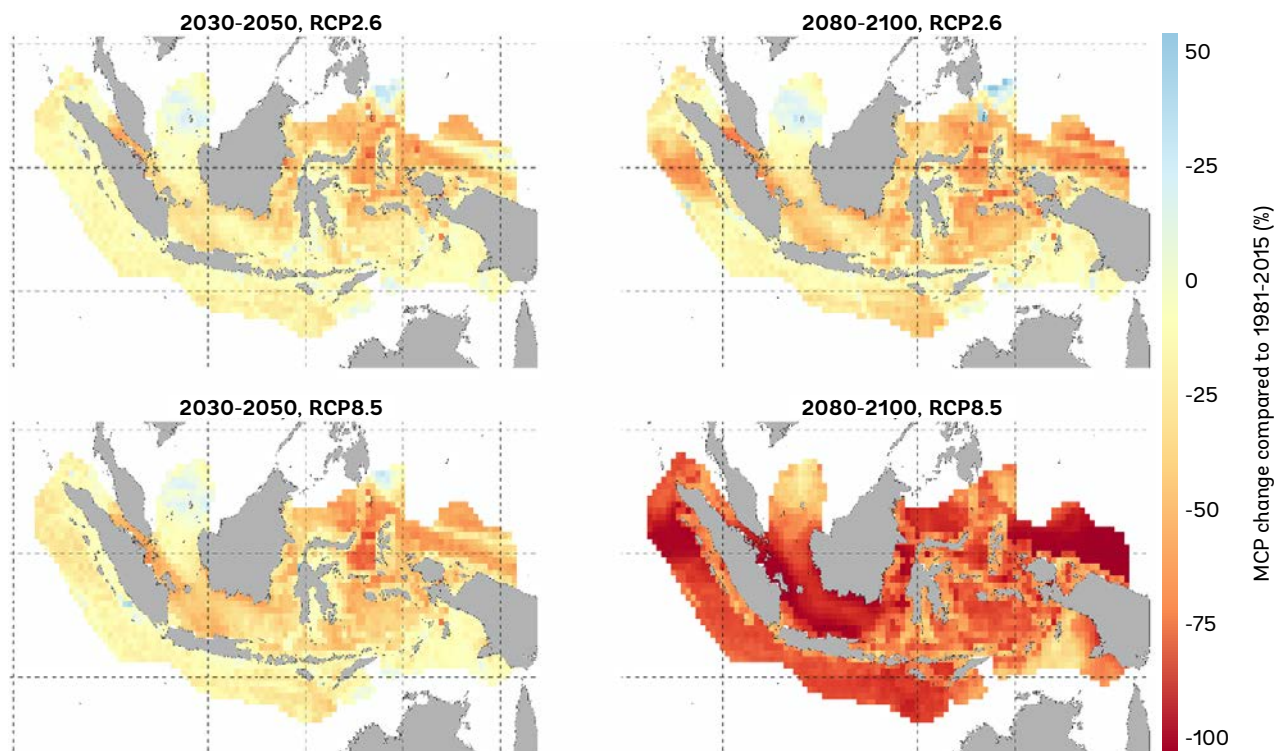 2030-2050, RCP2.6
2080-2100, RCP2.6
2030-2050, RCP8.5
2080-2100, RCP8.5
50
-25
0
-25
-50
-75
-100
MCP change compared to 1981-2015 (%)